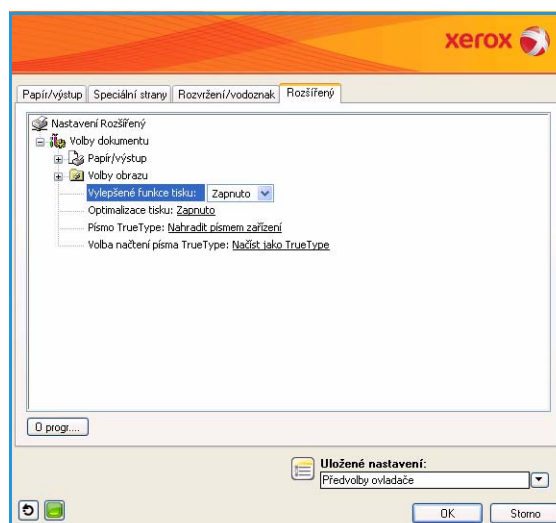 xerox
Papír/výstup Speciální strany Rozvržení/vodoznak Rozšířený
Nastavení Rozšířený
Volby dokumentu
Papír/výstup
Volby obrazu
Vylepšené funkce tisku: Zapnuto
Optimalizace tisku: Zapnuto
Písmo TrueType: Nahradit písmem zařízení
Volba načtení písma TrueType: Načíst jako TrueType
O progr....
Uložené nastavení:
Předvolby ovladače
OK Storno